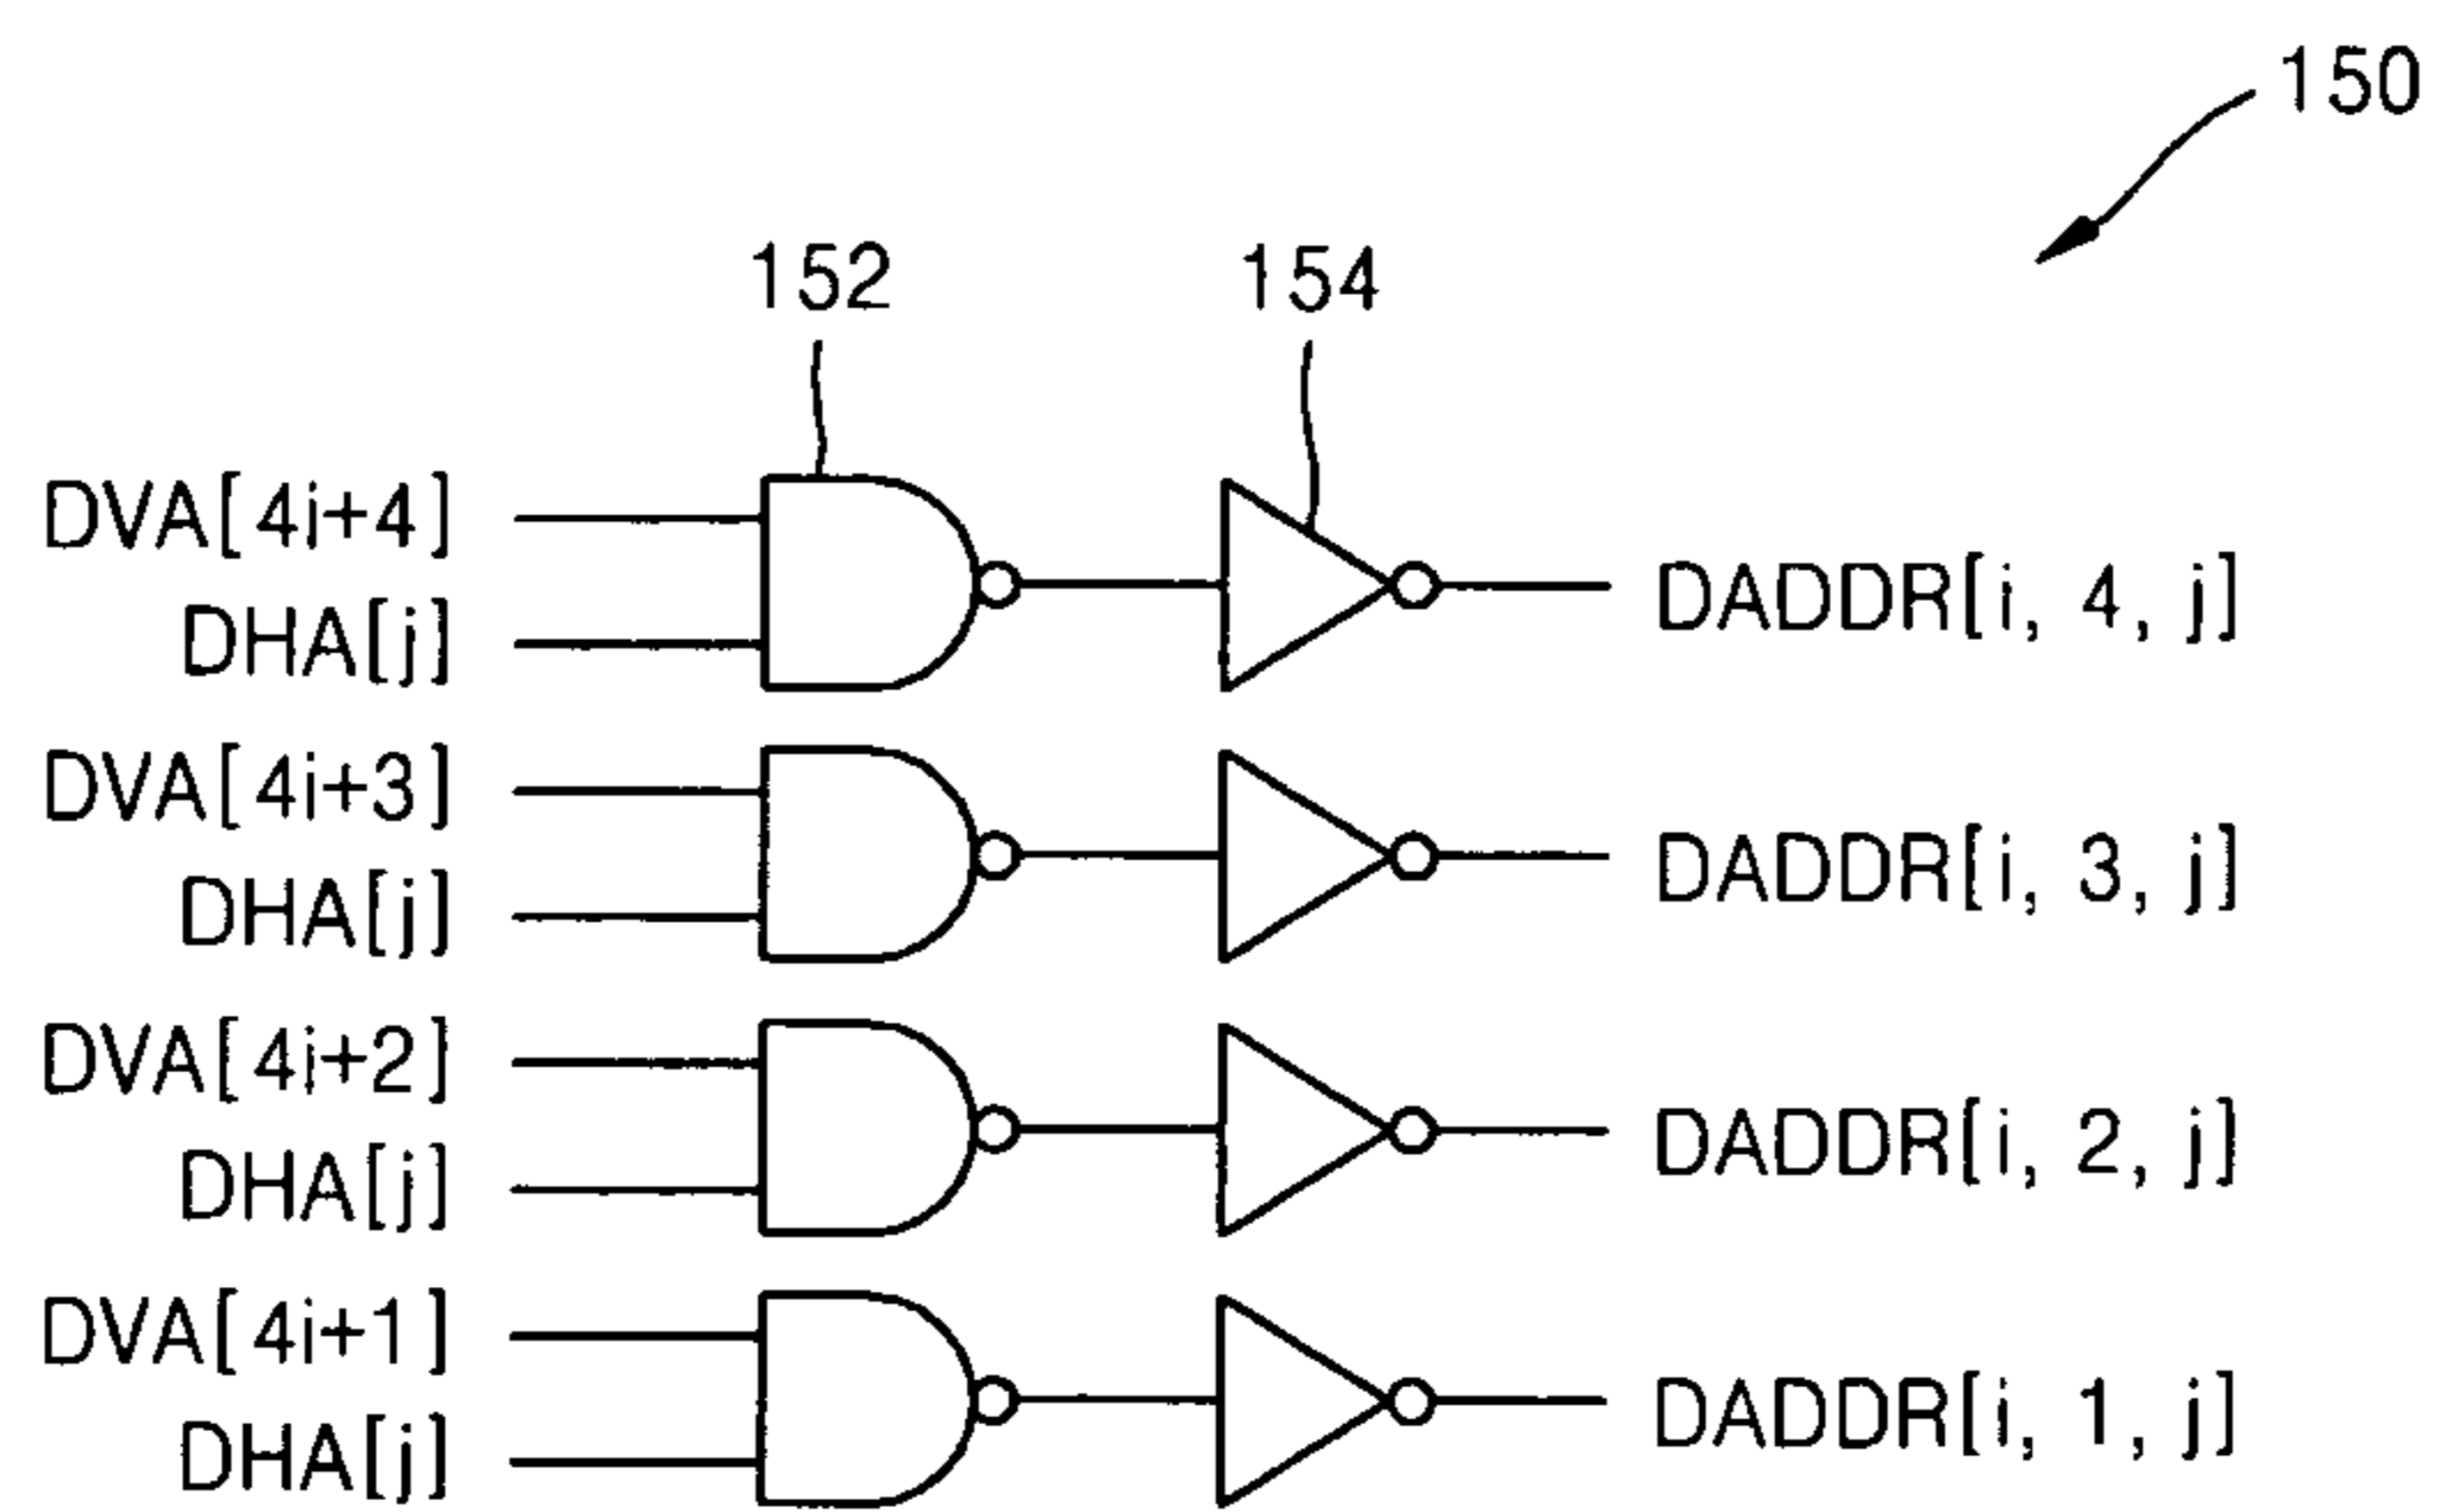 150
152
154
DVA[4i+4]
DHA[j]
DADDR[i, 4, j]
DVA[4i+3]
DHA[j]
DADDR[i, 3, j]
DVA[4i+2]
DHA[j]
DADDR[i, 2, j]
DVA[4i+1]
DHA[j]
DADDR[i, 1, j]